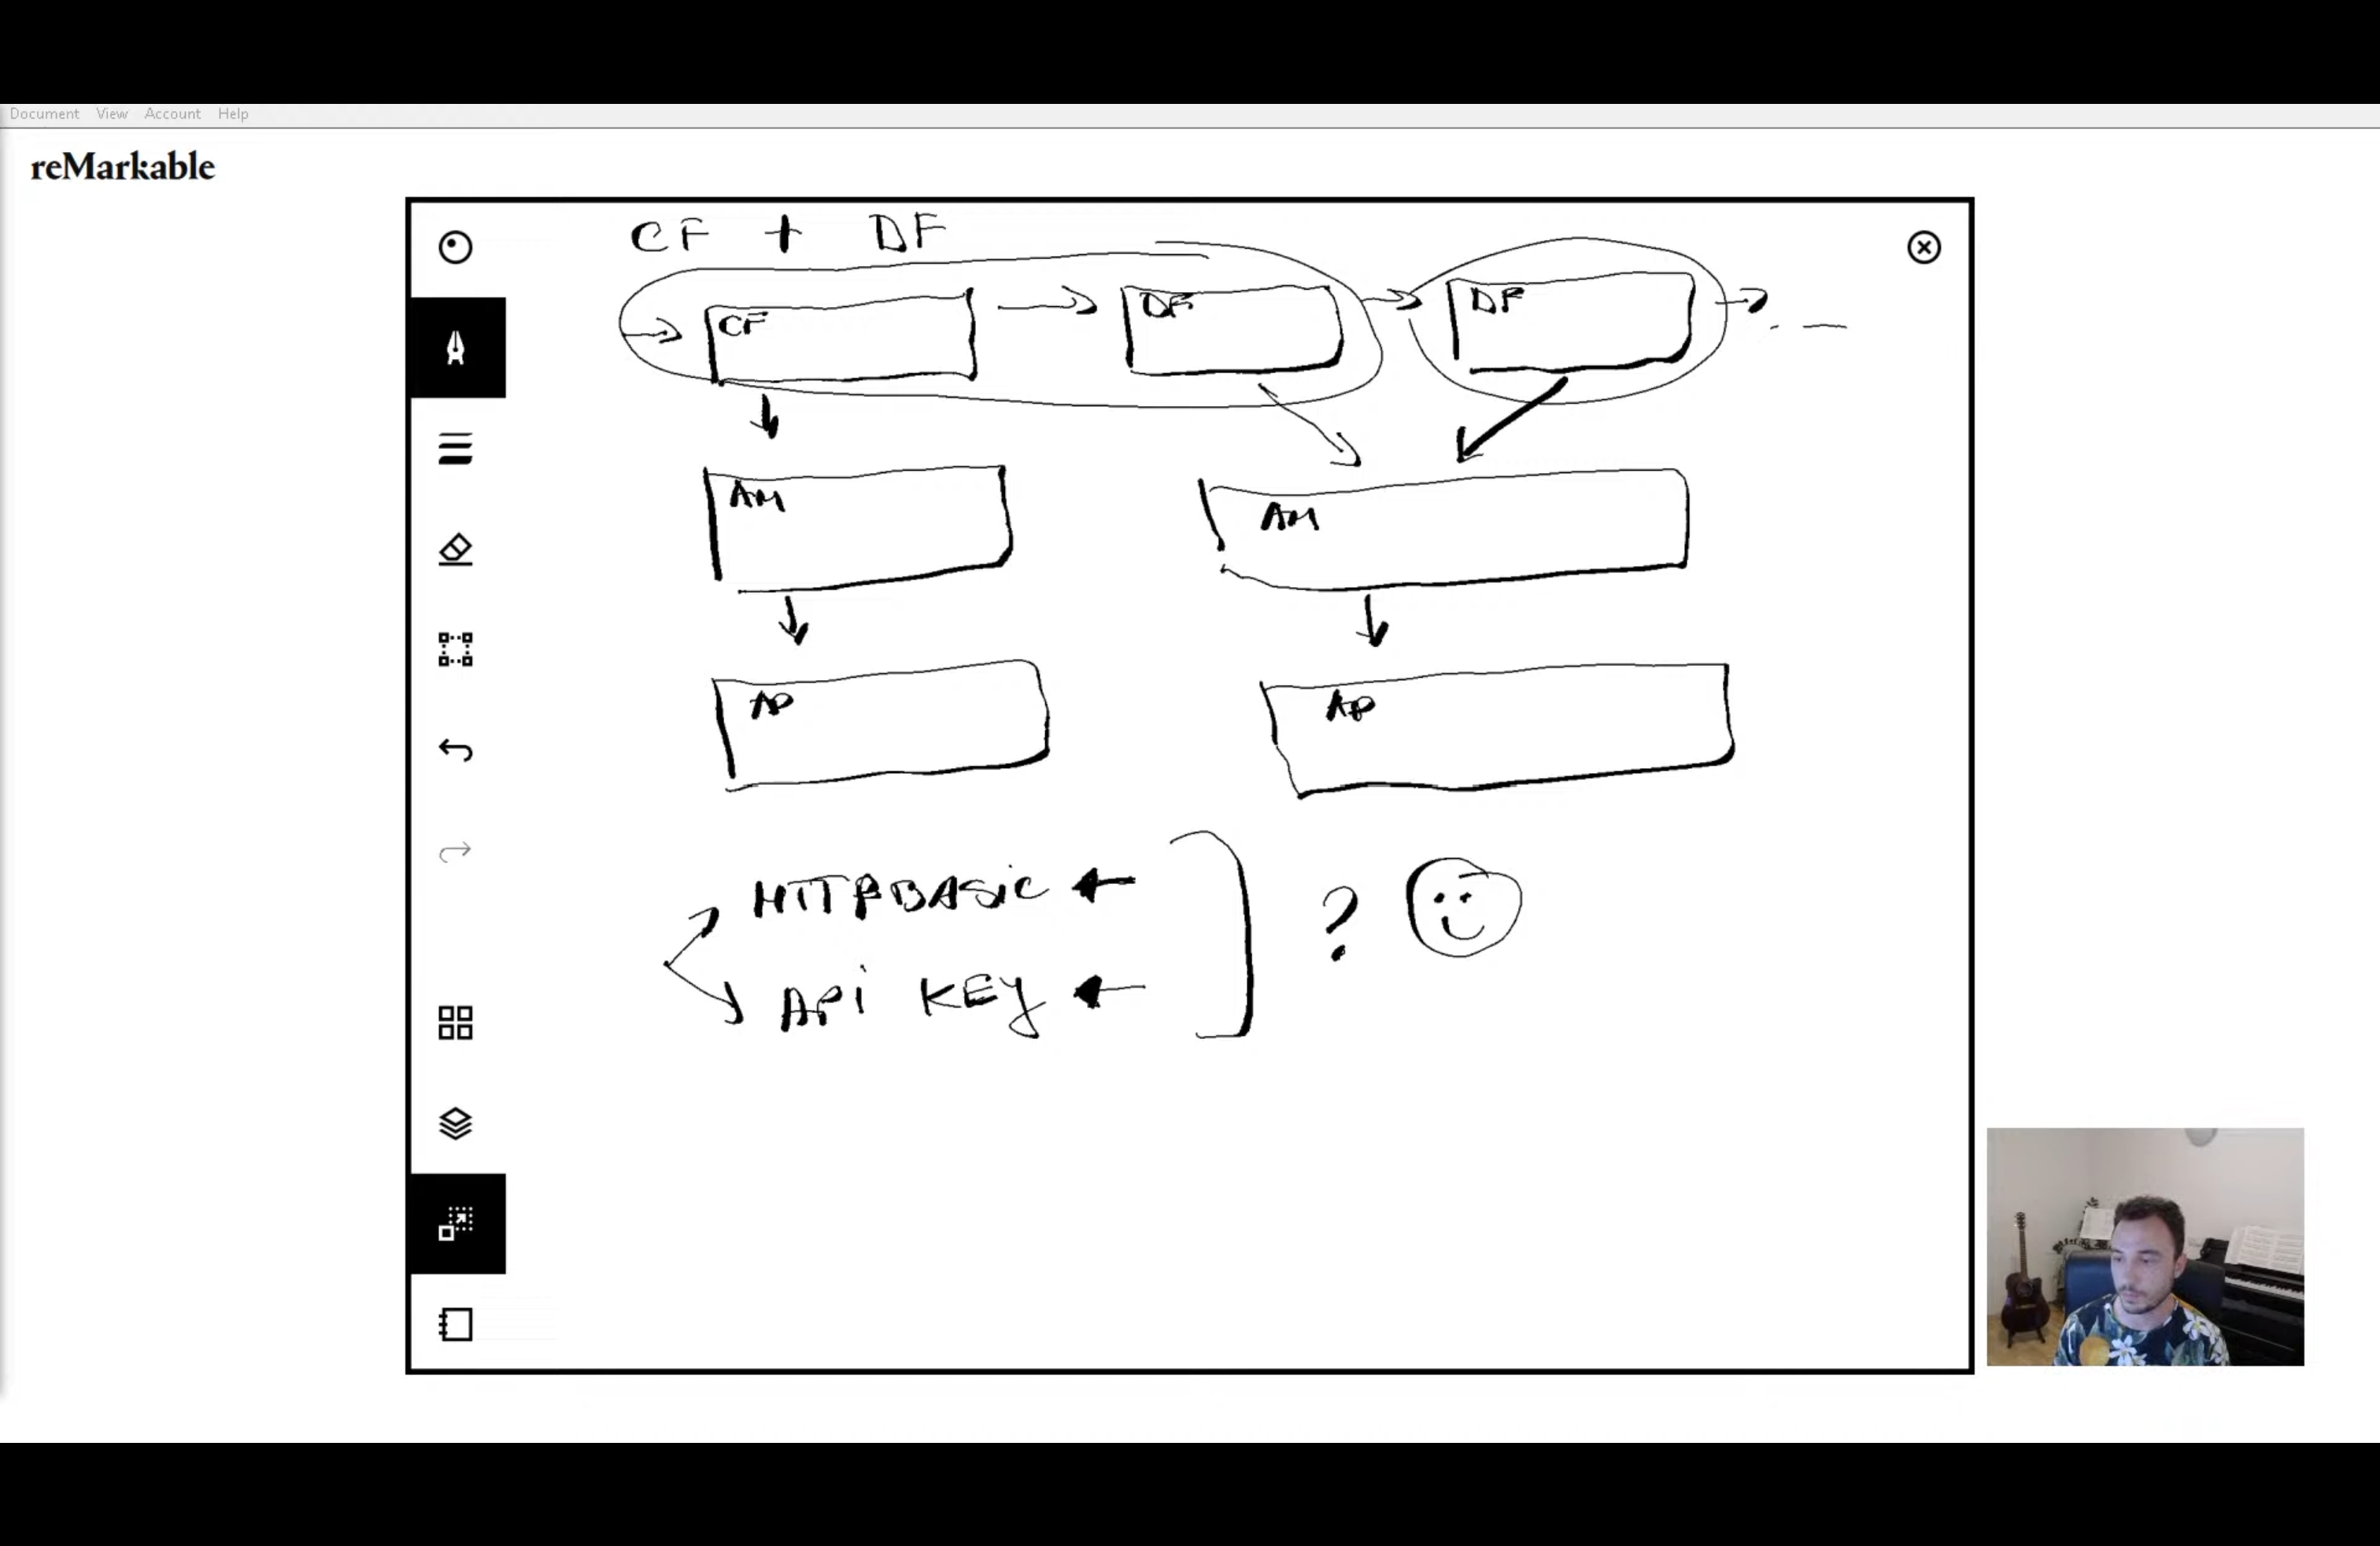 Document View Account Help
reMarkable
CF + DF
CF
DF
DF
AM
AM
AP
AP
HTTPBASIC
API KEY
?